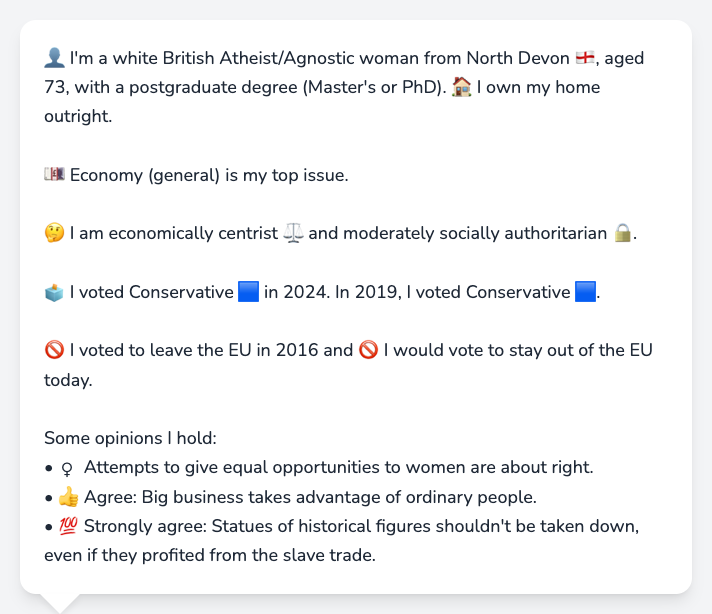 👤 I'm a white British Atheist/Agnostic woman from North Devon 🏴󠁧󠁢󠁥󠁮󠁧󠁿, aged
73, with a postgraduate degree (Master's or PhD). 🏠 I own my home
outright.
💷 Economy (general) is my top issue.
🤔 I am economically centrist ⚖️ and moderately socially authoritarian 🔒.
🗳️ I voted Conservative 🟦 in 2024. In 2019, I voted Conservative 🟦.
🚫 I voted to leave the EU in 2016 and 🚫 I would vote to stay out of the EU
today.
Some opinions I hold:
• ♀ Attempts to give equal opportunities to women are about right.
• 👍 Agree: Big business takes advantage of ordinary people.
• 💯 Strongly agree: Statues of historical figures shouldn't be taken down,
even if they profited from the slave trade.